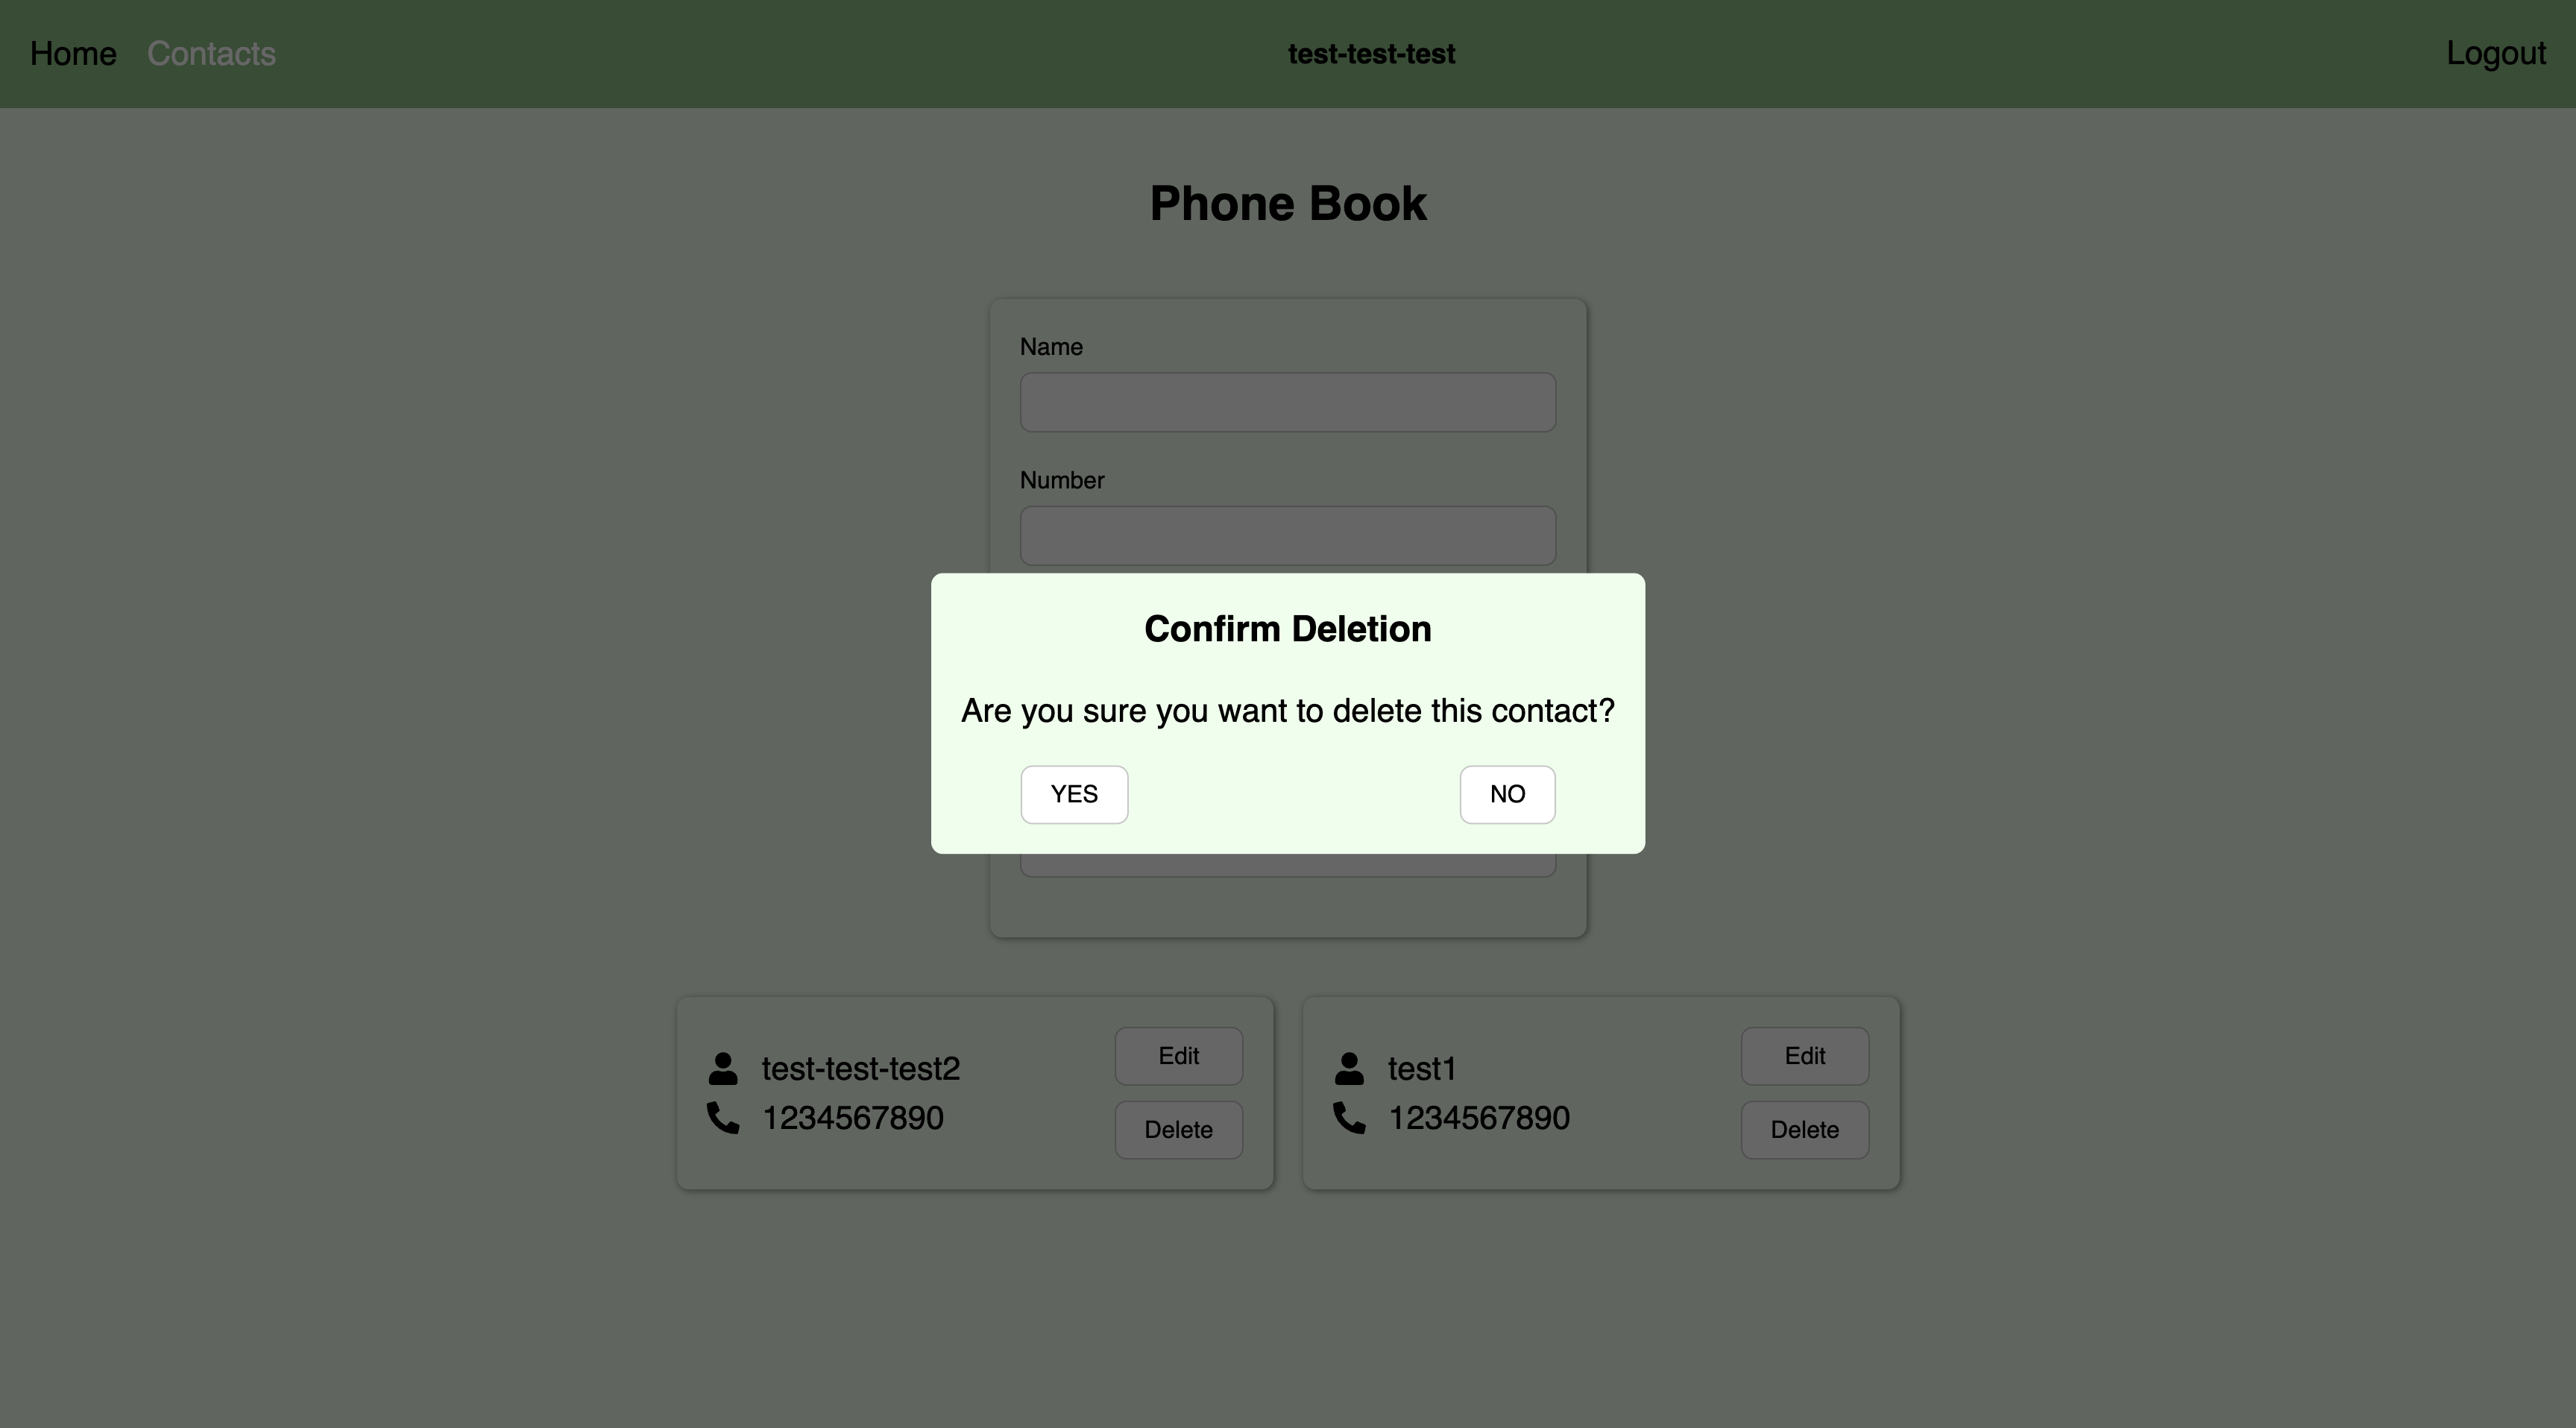 Home Contacts test-test-test Logout
Phone Book
Name
Number
Confirm Deletion
Are you sure you want to delete this contact?
YES NO
test-test-test2
1234567890
Edit
Delete
test1
1234567890
Edit
Delete